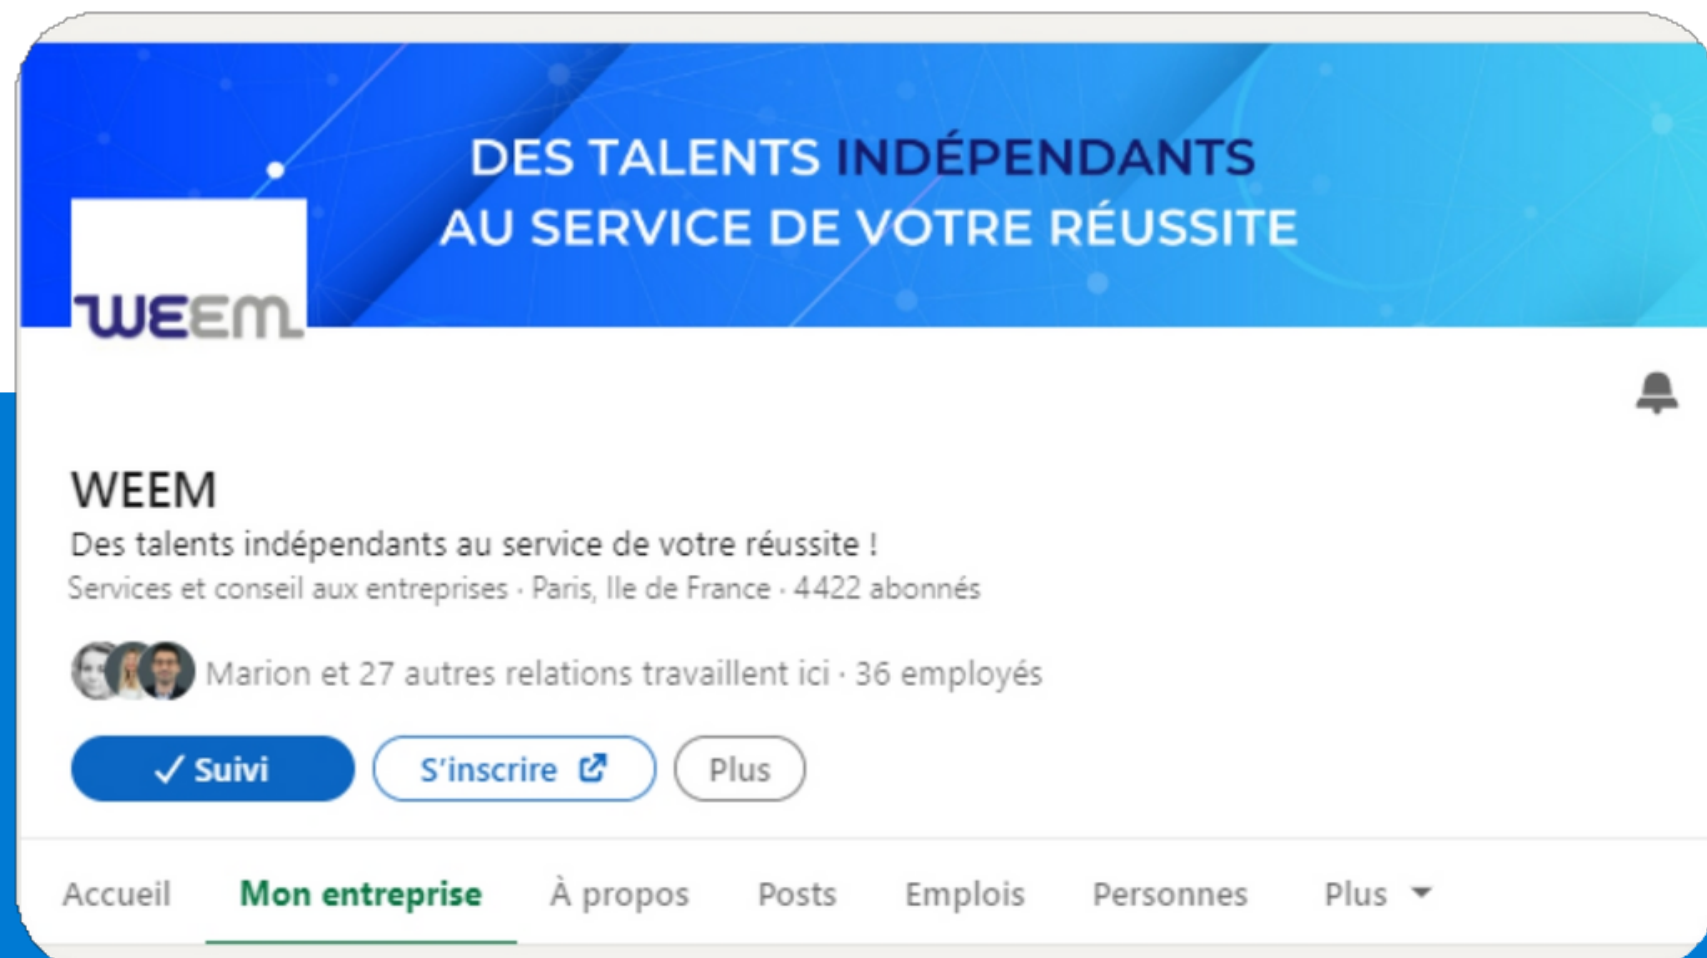 DES TALENTS INDÉPENDANTS
AU SERVICE DE VOTRE RÉUSSITE
WEEM
WEEM
Des talents indépendants au service de votre réussite !
Services et conseil aux entreprises · Paris, Ile de France · 4 422 abonnés
Marion et 27 autres relations travaillent ici · 36 employés
✓ Suivi S'inscrire Plus
Accueil Mon entreprise À propos Posts Emplois Personnes Plus